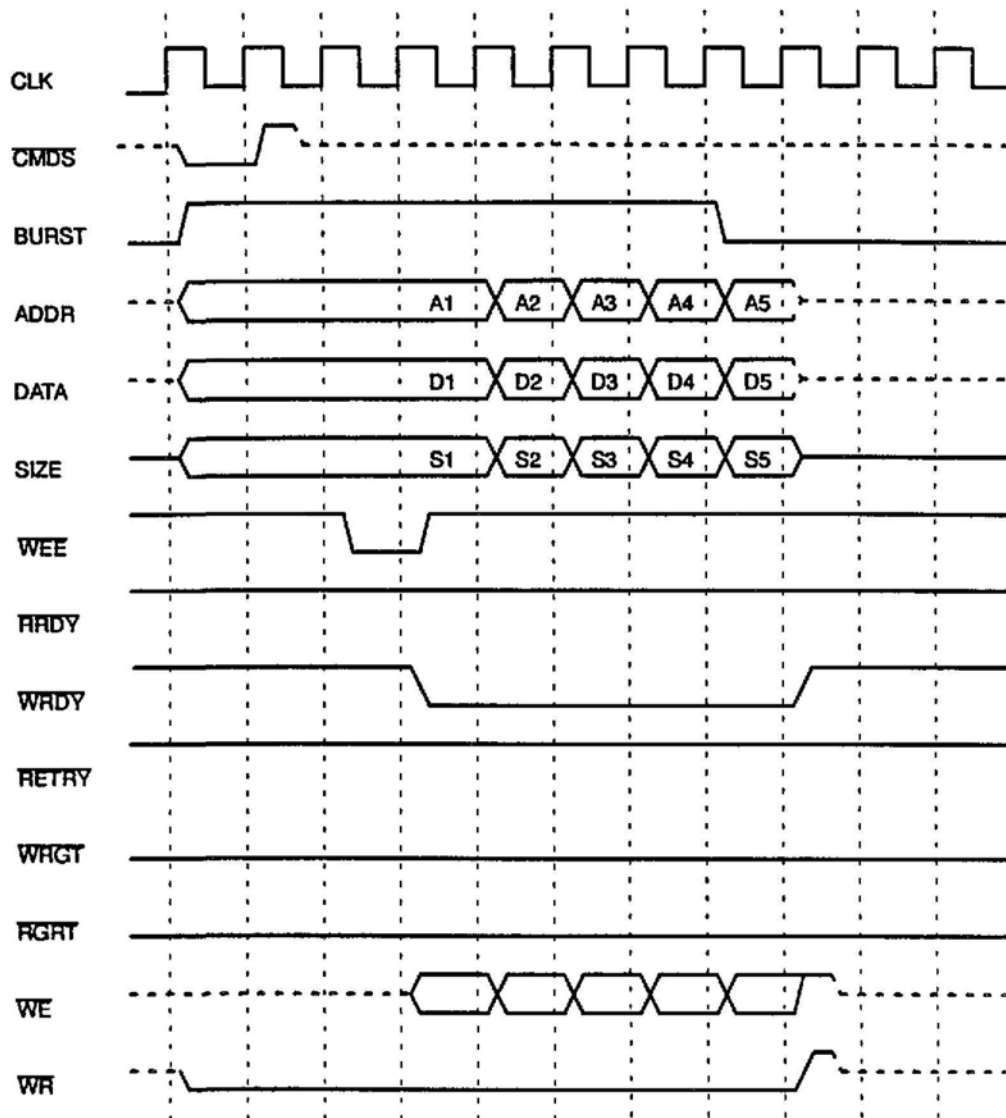 CLK
CMDS
BURST
ADDR A1 A2 A3 A4 A5
DATA D1 D2 D3 D4 D5
SIZE S1 S2 S3 S4 S5
WEE
RRDY
WRDY
RETRY
WRGT
RGRT
WE
WR